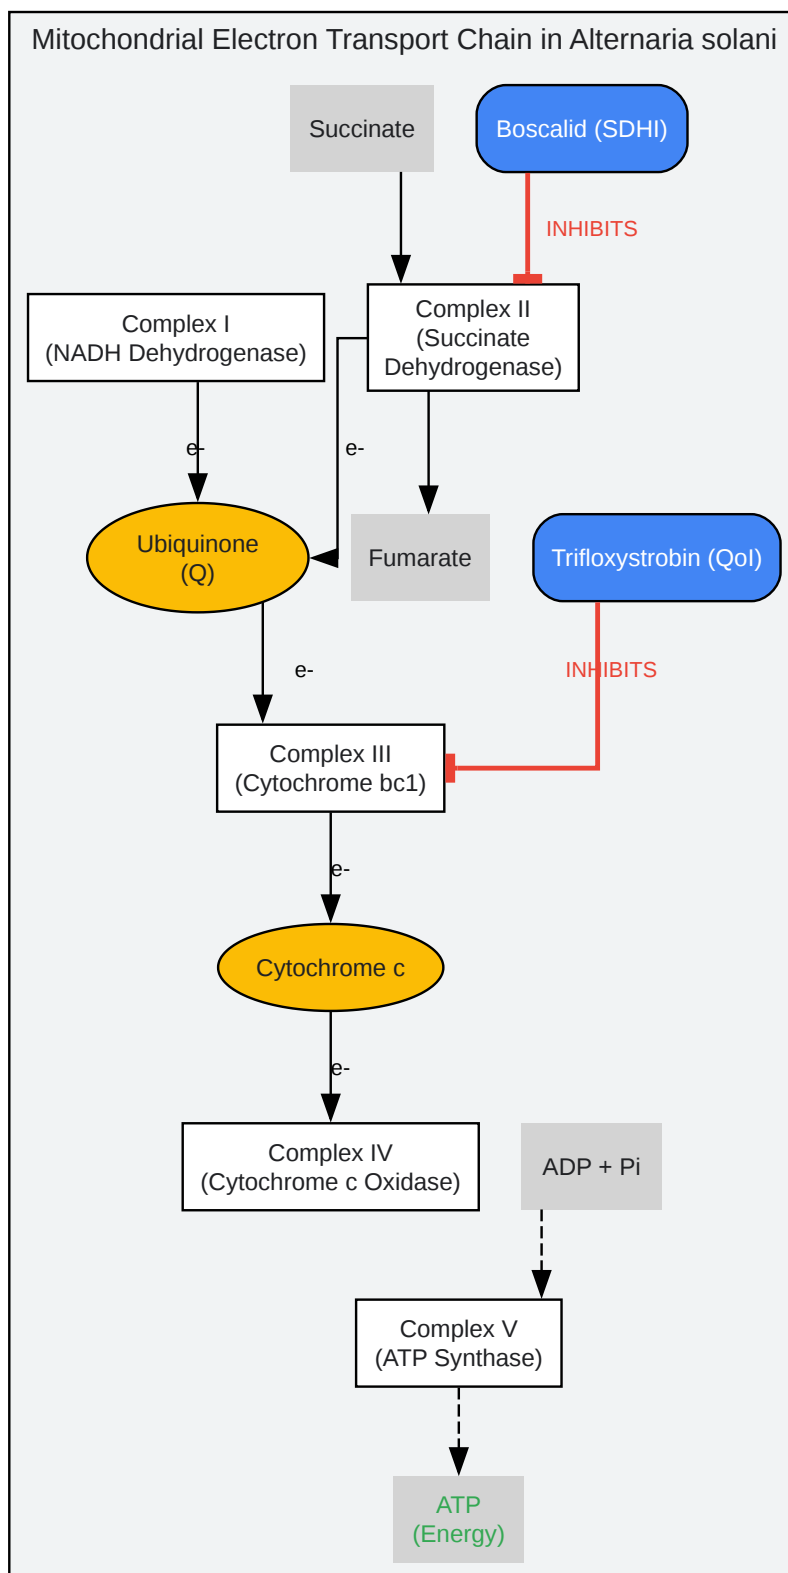 Mitochondrial Electron Transport Chain in Alternaria solani
Succinate
Boscalid (SDHI)
INHIBITS
Complex I
(NADH Dehydrogenase)
Complex II
(Succinate
Dehydrogenase)
e-
e-
Ubiquinone
(Q)
Fumarate
Trifloxystrobin (QoI)
e-
INHIBITS
Complex III
(Cytochrome bc1)
e-
Cytochrome c
e-
Complex IV
(Cytochrome c Oxidase)
ADP + Pi
Complex V
(ATP Synthase)
ATP
(Energy)